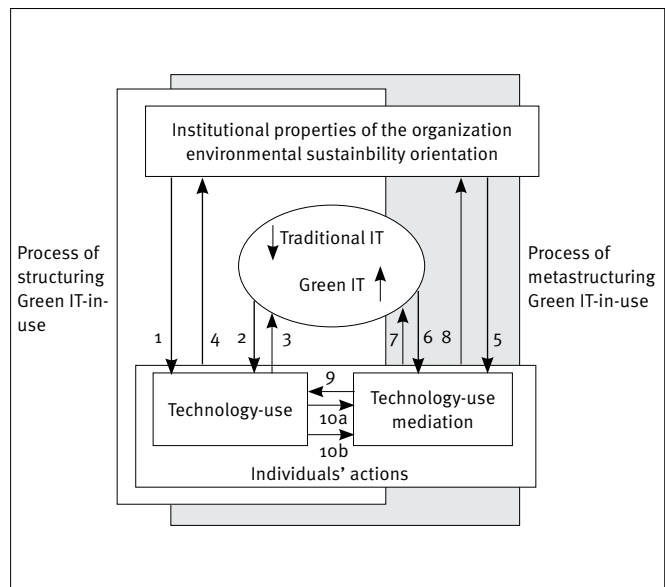 Institutional properties of the organization
environmental sustainbility orientation
Traditional IT
Green IT
Process of
structuring
Green IT-in-
use
Process of
metastructuring
Green IT-in-use
1
4
2
3
7
6
8
5
Technology-use
9
10a
10b
Technology-use
mediation
Individuals' actions